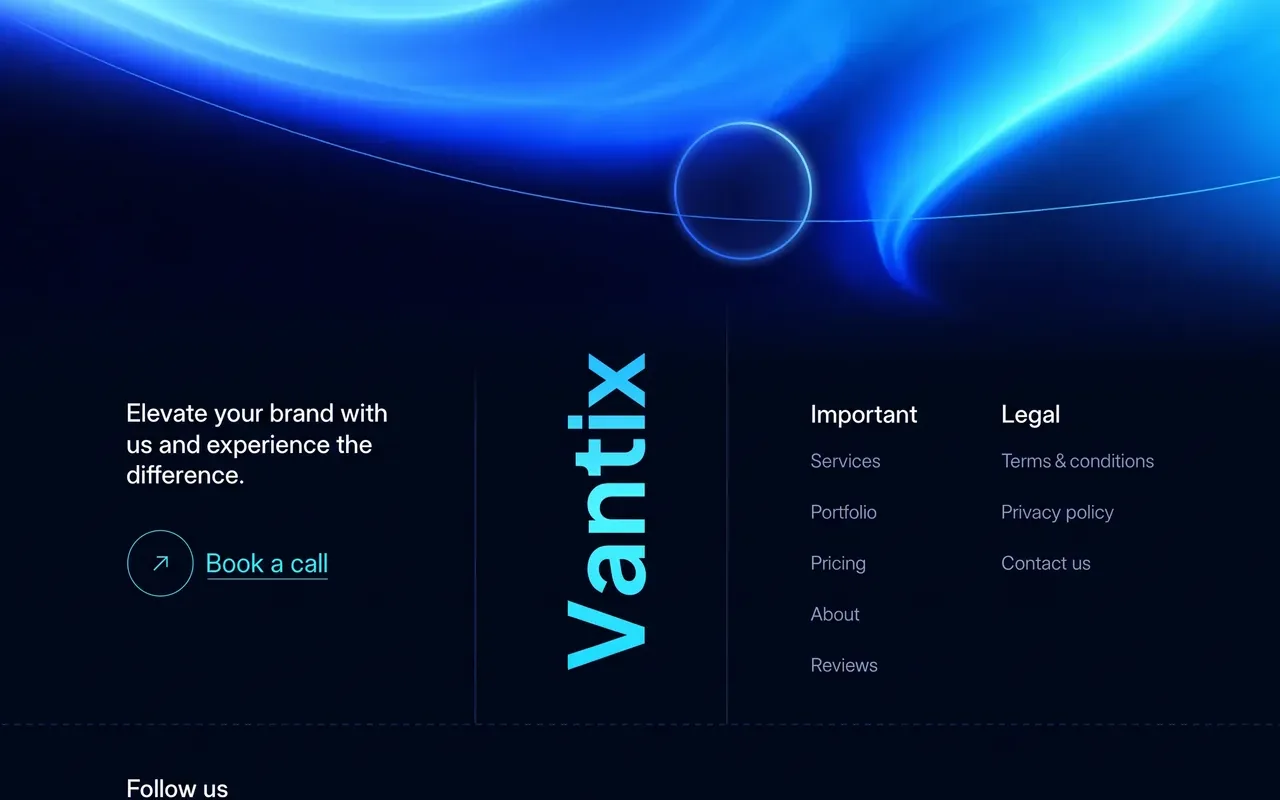 Elevate your brand with
us and experience the
difference.
Book a call
Vantix
Important
Services
Portfolio
Pricing
About
Reviews
Legal
Terms & conditions
Privacy policy
Contact us
Follow us